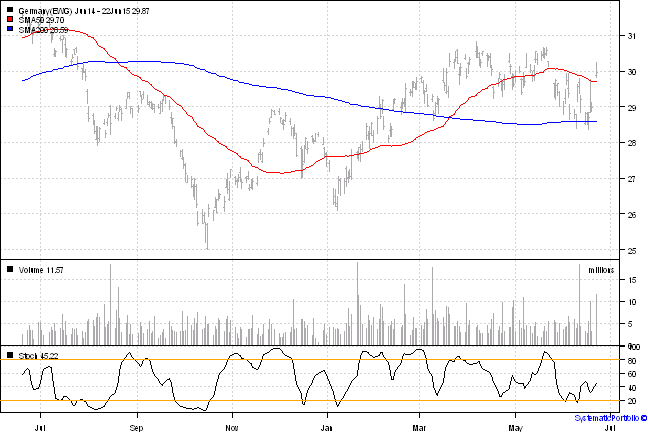 Germany(EWG) Jun14 - 22Jun15 29.87
SMA50 29.70
SMA200 28.59
31
30
29
28
27
26
25
Volume 11.57
millions
15
10
5
0
Stoch 45.22
100
80
60
40
20
Jul Sep Nov Jan Mar May Jul
SystematicPortfolio ©